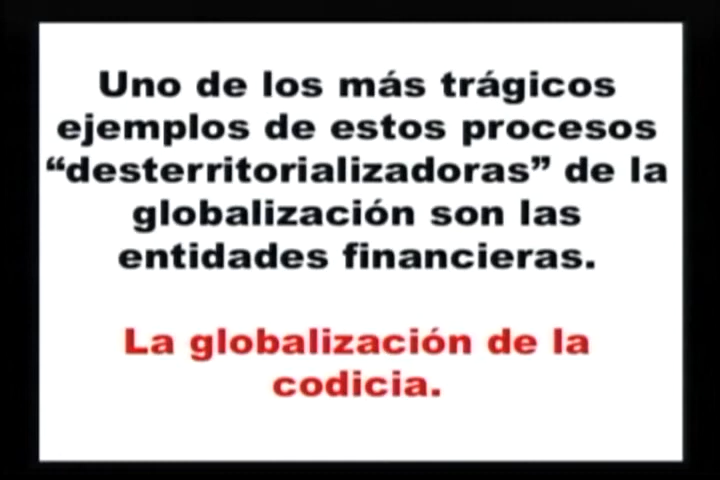 Uno de los más trágicos
ejemplos de estos procesos
“desterritorializadoras” de la
globalización son las
entidades financieras.
La globalización de la
codicia.